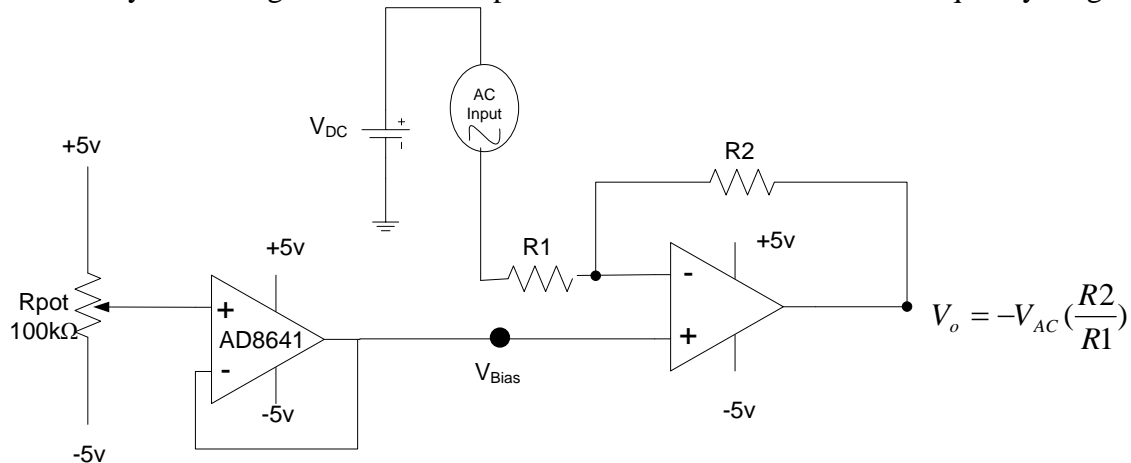 AC
Input
VDC
+
-
+5v
R2
R1
+5v
+5v
Rpot
100kΩ
+
AD8641
-
-
+
VBias
Vo = −VAC(R2/R1)
-5v
-5v
-5v